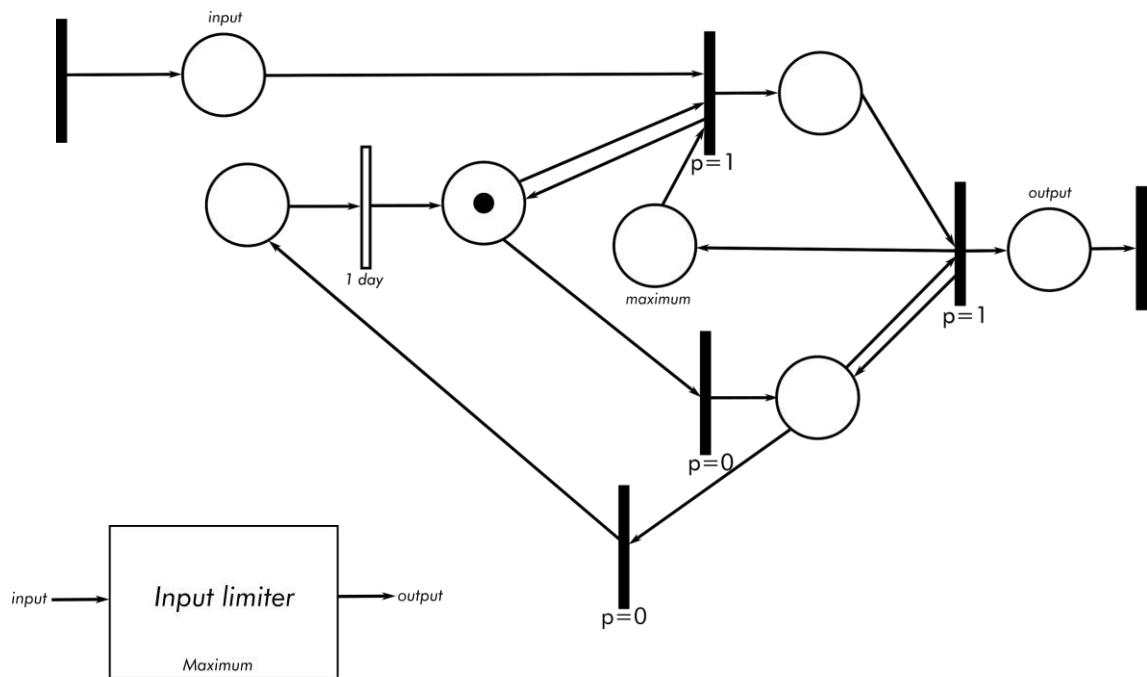 input
p=1
output
1 day
maximum
p=1
p=0
input
Input limiter
output
p=0
Maximum